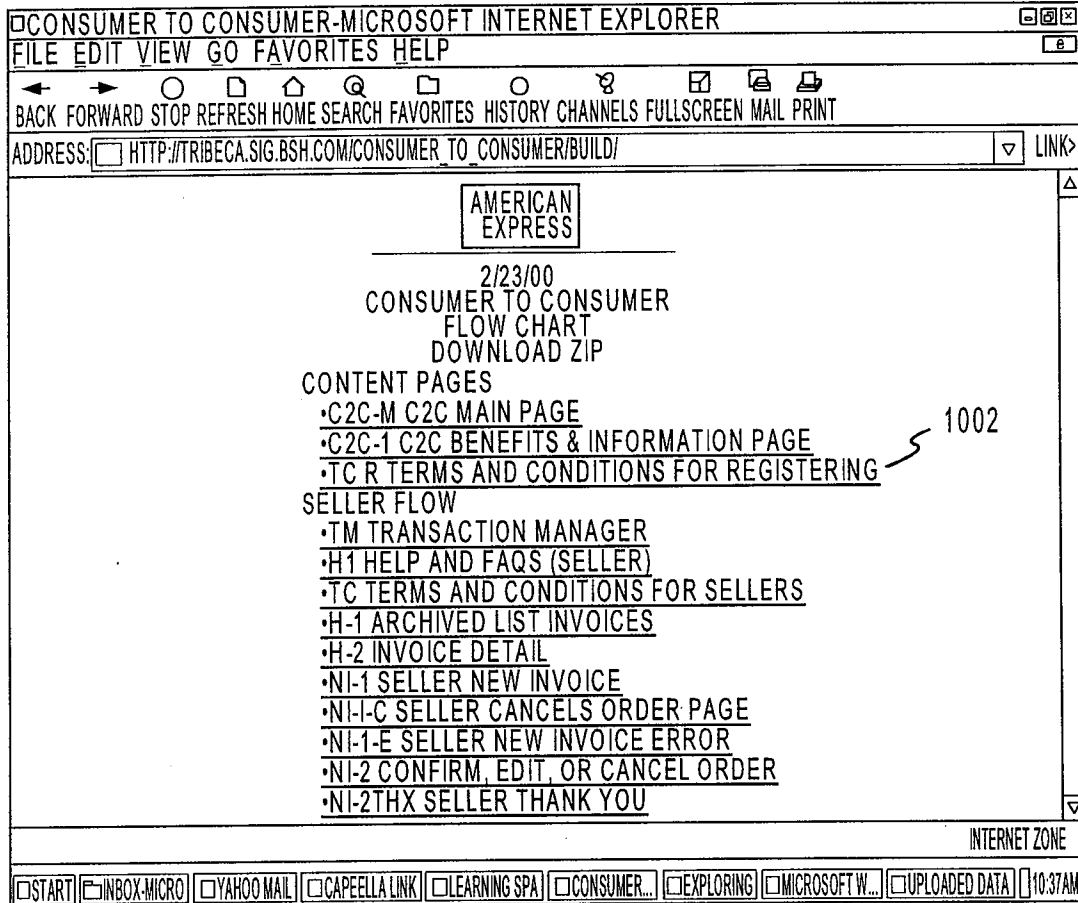 CONSUMER TO CONSUMER-MICROSOFT INTERNET EXPLORER
FILE EDIT VIEW GO FAVORITES HELP
e
BACK FORWARD STOP REFRESH HOME SEARCH FAVORITES HISTORY CHANNELS FULLSCREEN MAIL PRINT
ADDRESS: HTTP://TRIBECA.SIG.BSH.COM/CONSUMER_TO_CONSUMER/BUILD/ LINK>
AMERICAN
EXPRESS
2/23/00
CONSUMER TO CONSUMER
FLOW CHART
DOWNLOAD ZIP
CONTENT PAGES
•C2C-M C2C MAIN PAGE
•C2C-1 C2C BENEFITS & INFORMATION PAGE
1002
•TC R TERMS AND CONDITIONS FOR REGISTERING
SELLER FLOW
•TM TRANSACTION MANAGER
•H1 HELP AND FAQS (SELLER)
•TC TERMS AND CONDITIONS FOR SELLERS
•H-1 ARCHIVED LIST INVOICES
•H-2 INVOICE DETAIL
•NI-1 SELLER NEW INVOICE
•NI-I-C SELLER CANCELS ORDER PAGE
•NI-1-E SELLER NEW INVOICE ERROR
•NI-2 CONFIRM, EDIT, OR CANCEL ORDER
•NI-2THX SELLER THANK YOU
INTERNET ZONE
START INBOX-MICRO YAHOO MAIL CAPEELLA LINK LEARNING SPA CONSUMER... EXPLORING MICROSOFT W... UPLOADED DATA 10:37AM